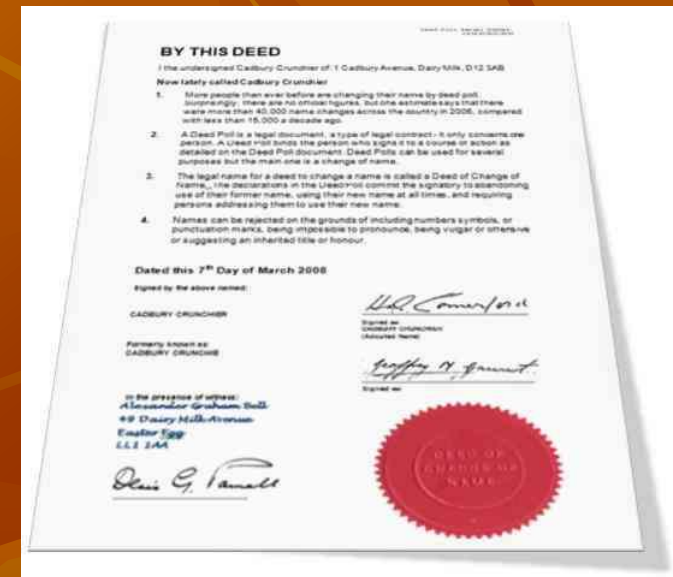 BY THIS DEED
I the undersigned Cadbury Crunchier of: 1 Cadbury Avenue, Dairy Milk, D12 3AB
Now lately called Cadbury Crunchier
1. More people than ever before are changing their name by deed poll.
Surprisingly, there are no official figures, but one estimate says that there
were more than 40,000 name changes across the country in 2006, compared
with less than 15,000 a decade ago.
2. A Deed Poll is a legal document, a type of legal contract - it only concerns one
person. A Deed Poll binds the person who signs it to a course of action as
detailed on the Deed Poll document. Deed Polls can be used for several
purposes but the main one is a change of name.
3. The legal name for a deed to change a name is called a Deed of Change of
Name. The declarations in the Deed Poll commit the signatory to abandoning
use of their former name, using their new name at all times, and requiring
persons addressing them to use their new name.
4. Names can be rejected on the grounds of including numbers symbols, or
punctuation marks, being impossible to pronounce, being vulgar or offensive
or suggesting an inherited title or honour.
Dated this 7th Day of March 2008
Signed by the above named:
CADBURY CRUNCHIER
Signed as:
CADBURY CRUNCHIER
(Assumed Name)
Formerly known as:
CADBURY CRUNCHIE
Signed as:
In the presence of witness:
Alexander Graham Bell
49 Dairy Milk Avenue
Easter Egg
LL1 1AA
DEED OF
CHANGE OF
NAME